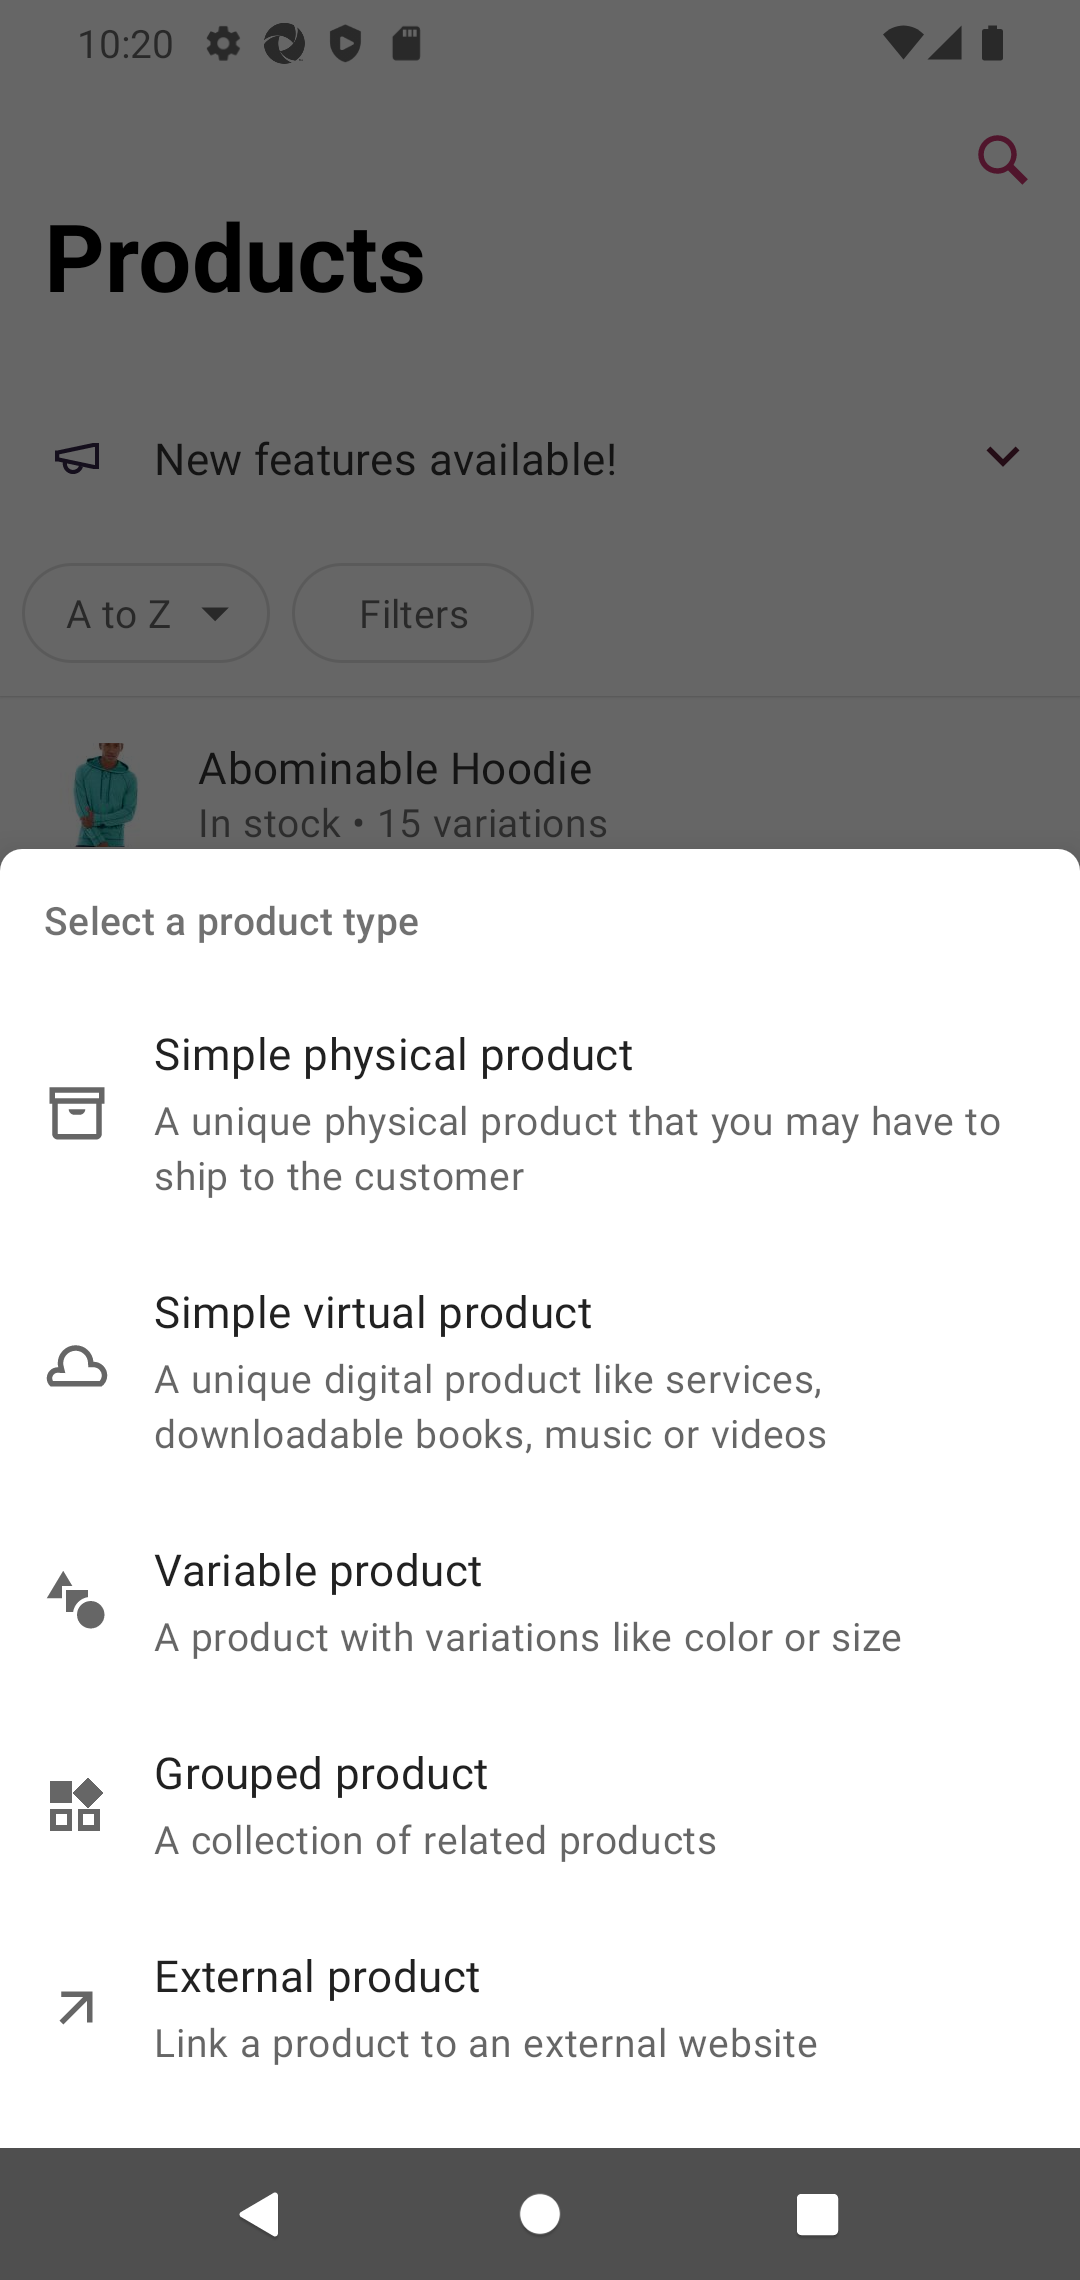 10:20
Products
New features available!
A to Z
Filters
Abominable Hoodie
In stock • 15 variations
Select a product type
Simple physical product
A unique physical product that you may have to
ship to the customer
Simple virtual product
A unique digital product like services,
downloadable books, music or videos
Variable product
A product with variations like color or size
Grouped product
A collection of related products
External product
Link a product to an external website